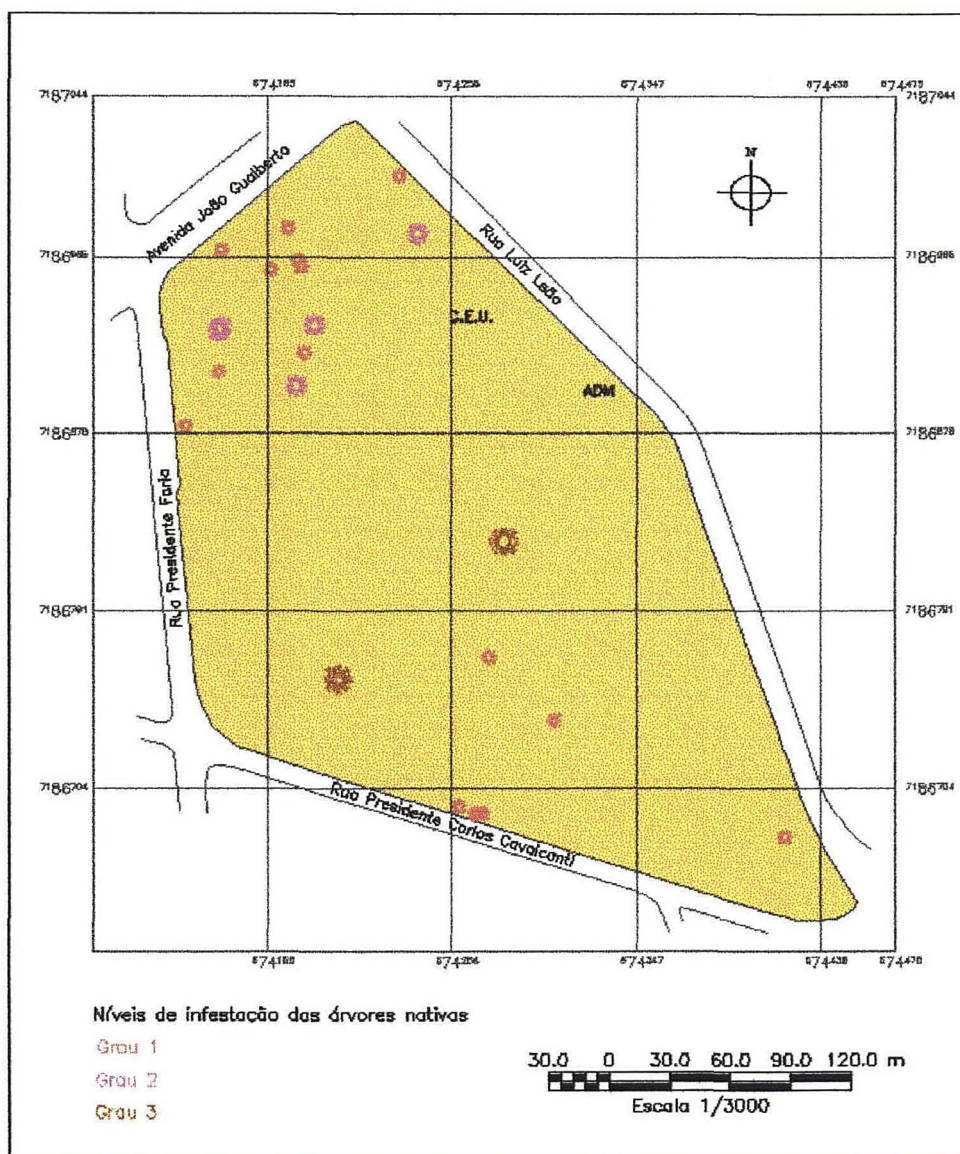 674165 674256 674347 674438 674475
7187044 7187044
N
Avenida João Gualberto
Rua Luiz Leão
7186965 7186965
C.E.U.
ADM
7186878 7186878
Rua Presidente Faria
7186791 7186791
7186704 7186704
Rua Presidente Carlos Cavalcanti
674165 674256 674347 674438 674475
Níveis de infestação das árvores nativas
Grau 1
Grau 2
Grau 3
30.0 0 30.0 60.0 90.0 120.0 m
Escala 1/3000